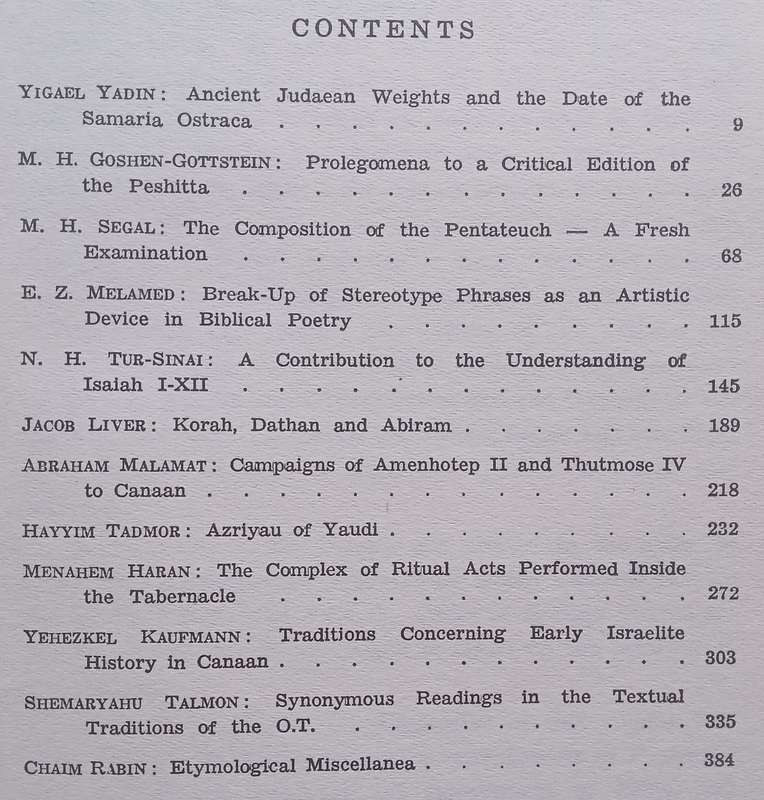 CONTENTS
YIGAEL YADIN: Ancient Judaean Weights and the Date of the
Samaria Ostraca . . . . . . . . . . . . 9
M. H. GOSHEN-GOTTSTEIN: Prolegomena to a Critical Edition of
the Peshitta . . . . . . . . . . . . . 26
M. H. SEGAL: The Composition of the Pentateuch — A Fresh
Examination . . . . . . . . . . . . . 68
E. Z. MELAMED: Break-Up of Stereotype Phrases as an Artistic
Device in Biblical Poetry . . . . . . . . . 115
N. H. TUR-SINAI: A Contribution to the Understanding of
Isaiah I-XII . . . . . . . . . . . . . 145
JACOB LIVER: Korah, Dathan and Abiram . . . . . . . 189
ABRAHAM MALAMAT: Campaigns of Amenhotep II and Thutmose IV
to Canaan . . . . . . . . . . . . . . 218
HAYYIM TADMOR: Azriyau of Yaudi . . . . . . . . . 232
MENAHEM HARAN: The Complex of Ritual Acts Performed Inside
the Tabernacle . . . . . . . . . . . . 272
YEHEZKEL KAUFMANN: Traditions Concerning Early Israelite
History in Canaan . . . . . . . . . . . . 303
SHEMARYAHU TALMON: Synonymous Readings in the Textual
Traditions of the O.T. . . . . . . . . . . 335
CHAIM RABIN: Etymological Miscellanea . . . . . . . . 384